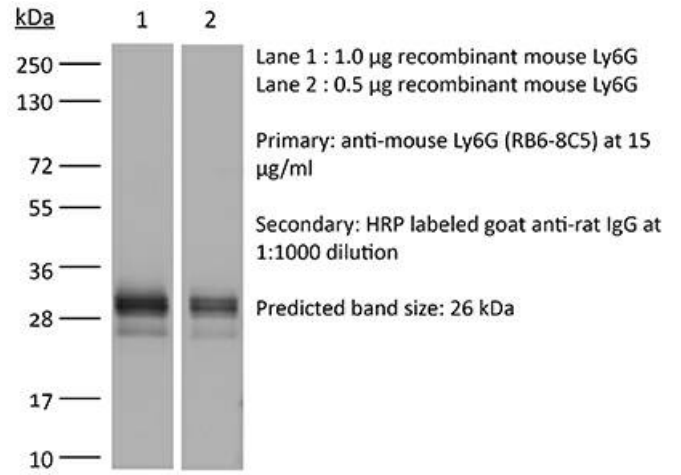 kDa 1 2
250
130
72
55
36
28
17
10
Lane 1 : 1.0 µg recombinant mouse Ly6G
Lane 2 : 0.5 µg recombinant mouse Ly6G
Primary: anti-mouse Ly6G (RB6-8C5) at 15
µg/ml
Secondary: HRP labeled goat anti-rat IgG at
1:1000 dilution
Predicted band size: 26 kDa